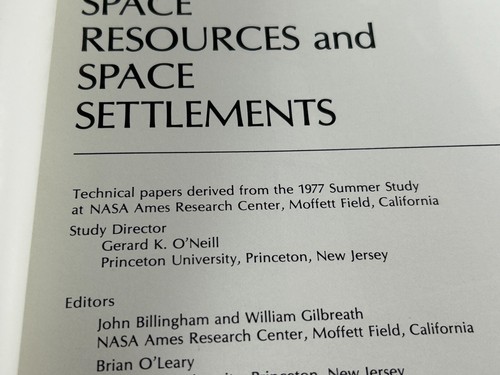 SPACE
RESOURCES and
SPACE
SETTLEMENTS
Technical papers derived from the 1977 Summer Study
at NASA Ames Research Center, Moffett Field, California
Study Director
Gerard K. O'Neill
Princeton University, Princeton, New Jersey
Editors
John Billingham and William Gilbreath
NASA Ames Research Center, Moffett Field, California
Brian O'Leary
Princeton, New Jersey